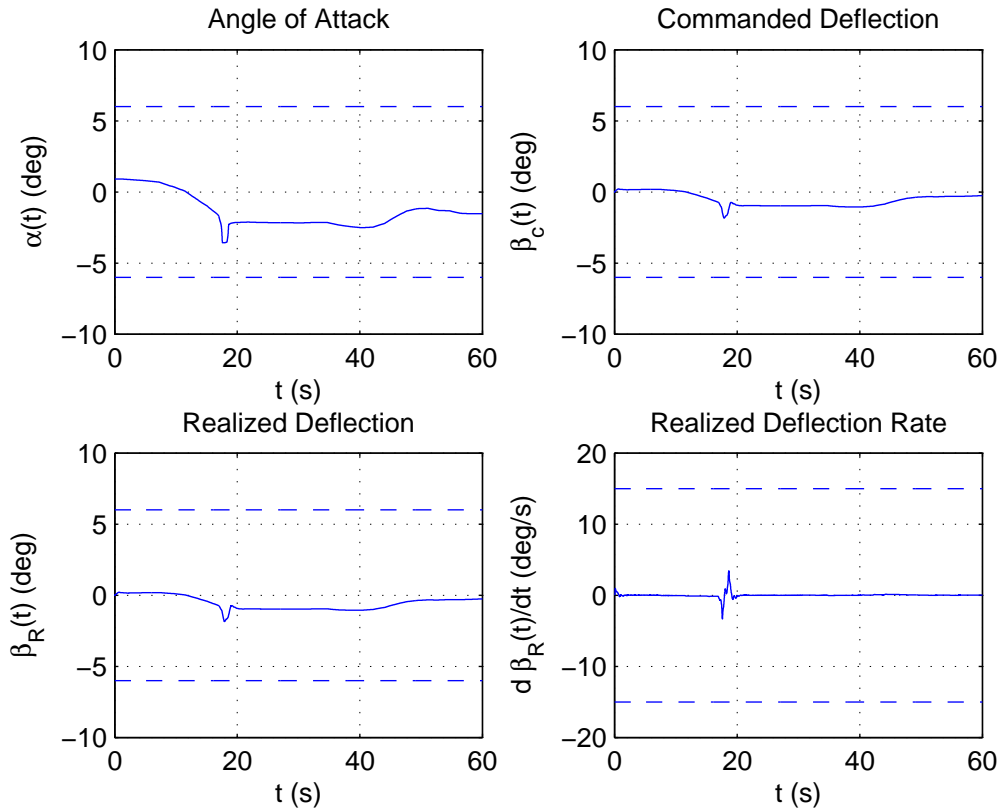 Angle of Attack
10
5
0
−5
−10
α(t) (deg)
0 20 40 60
t (s)
Commanded Deflection
10
5
0
−5
−10
β_c(t) (deg)
0 20 40 60
t (s)
Realized Deflection
10
5
0
−5
−10
β_R(t) (deg)
0 20 40 60
t (s)
Realized Deflection Rate
20
10
0
−10
−20
d β_R(t)/dt (deg/s)
0 20 40 60
t (s)